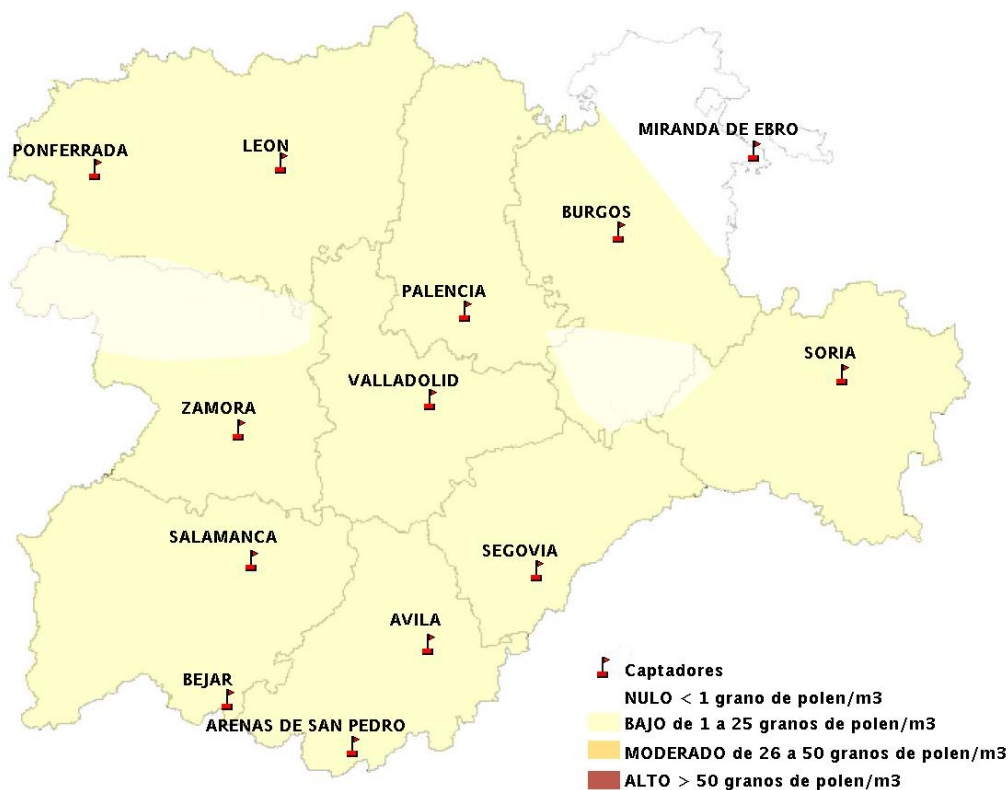 MIRANDA DE EBRO
PONFERRADA
LEON
BURGOS
PALENCIA
SORIA
VALLADOLID
ZAMORA
SALAMANCA
SEGOVIA
AVILA
BEJAR
ARENAS DE SAN PEDRO
Captadores
NULO < 1 grano de polen/m3
BAJO de 1 a 25 granos de polen/m3
MODERADO de 26 a 50 granos de polen/m3
ALTO > 50 granos de polen/m3